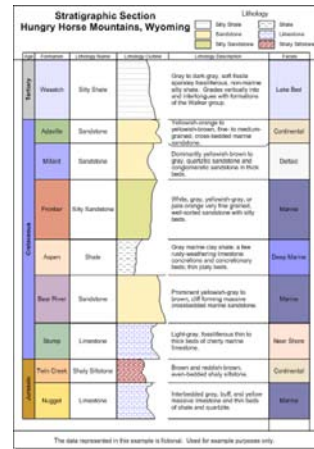 Stratigraphic Section
Hungry Horse Mountains, Wyoming
Lithology
Silty Shale
Sandstone
Silty Sandstone
Shale
Limestone
Shaly Siltstone
Age Formation Lithology Name Lithology Outline Lithology Description Facies
Tertiary
Wasatch
Silty Shale
Gray to dark-gray, soft fissile
sparsley fossiliferous, non-marine
silty shale. Grades vertically into
and intertongues with formations
of the Walker group.
Lake Bed
Cretaceous
Adaville
Sandstone
Yellowish-orange to
yellowish-brown, fine- to medium-
grained, cross-bedded marine
sandstone.
Continental
Hilliard
Sandstone
Dominantly yellowish-brown to
gray, quartzitic sandstone and
conglomeratic sandstone in thick
beds.
Deltaic
Frontier
Silty Sandstone
White, gray, yellowish-gray, or
pale-orange very fine grained,
well-sorted sandstone with silty
beds.
Marine
Aspen
Shale
Gray marine clay shale; a few
rusty-weathering limestone
concretions and concretionary
beds; thin platy beds.
Deep Marine
Bear River
Sandstone
Prominent yellowish-gray to
brown, cliff forming massive
crossbedded marine sandstone.
Marine
Stump
Limestone
Light-gray, fossiliferous thin to
thick beds of cherty marine
limestone.
Near Shore
Jurassic
Twin Creek
Shaly Siltstone
Brown and reddish brown,
even-bedded shaly siltstone.
Continental
Nugget
Limestone
Interbedded gray, buff, and yellow
massive limestone and thin beds
of shale and quartzite.
Marine
The data represented in this example is fictional. Used for example purposes only.